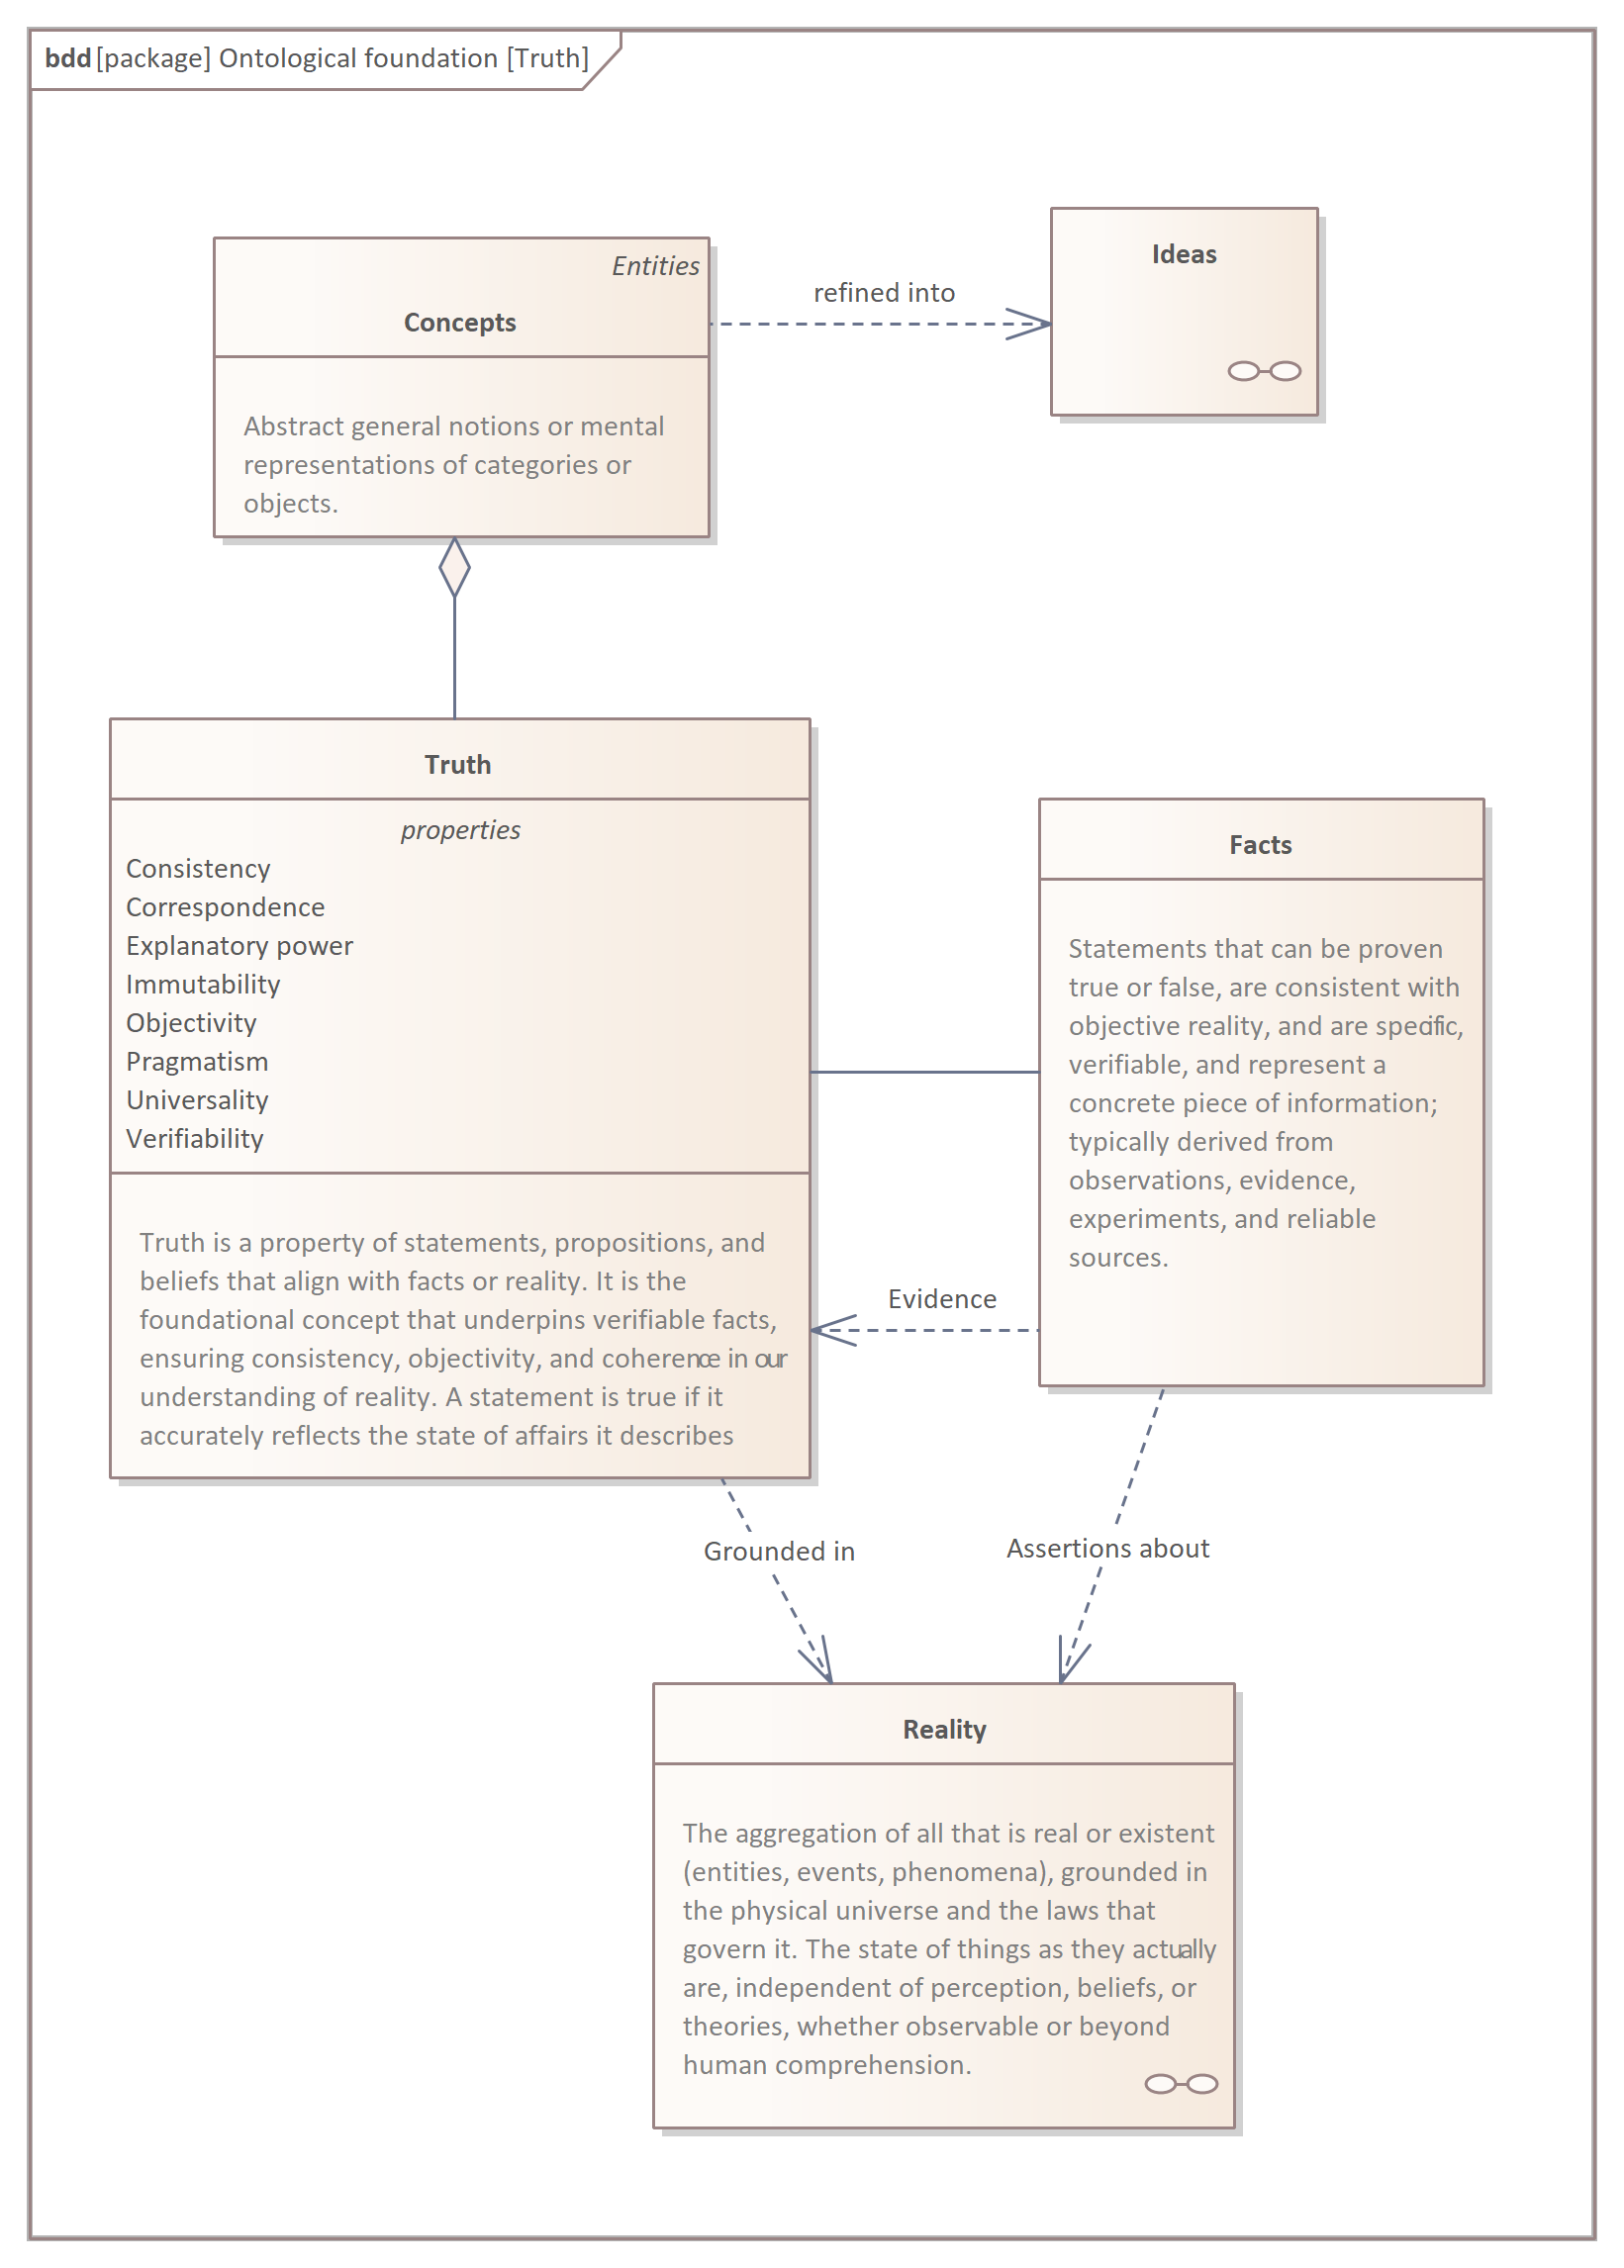 bdd [package] Ontological foundation [Truth]
Entities
Concepts
Abstract general notions or mental
representations of categories or
objects.
refined into
Ideas
Truth
properties
Consistency
Correspondence
Explanatory power
Immutability
Objectivity
Pragmatism
Universality
Verifiability
Truth is a property of statements, propositions, and
beliefs that align with facts or reality. It is the
foundational concept that underpins verifiable facts,
ensuring consistency, objectivity, and coherence in our
understanding of reality. A statement is true if it
accurately reflects the state of affairs it describes
Facts
Statements that can be proven
true or false, are consistent with
objective reality, and are specific,
verifiable, and represent a
concrete piece of information;
typically derived from
observations, evidence,
experiments, and reliable
sources.
Evidence
Grounded in
Assertions about
Reality
The aggregation of all that is real or existent
(entities, events, phenomena), grounded in
the physical universe and the laws that
govern it. The state of things as they actually
are, independent of perception, beliefs, or
theories, whether observable or beyond
human comprehension.